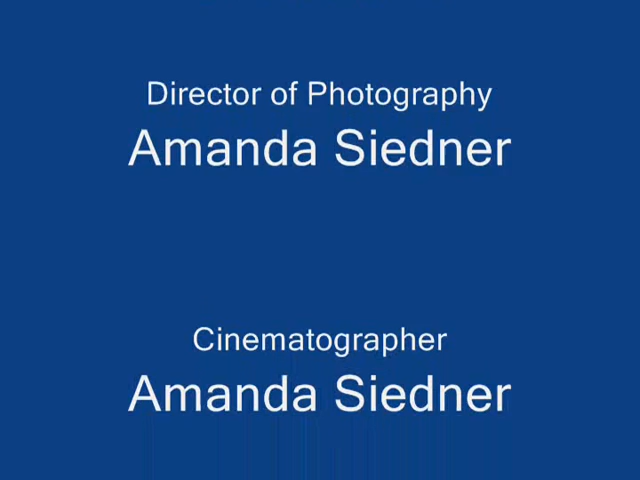 Director of Photography
Amanda Siedner
Cinematographer
Amanda Siedner